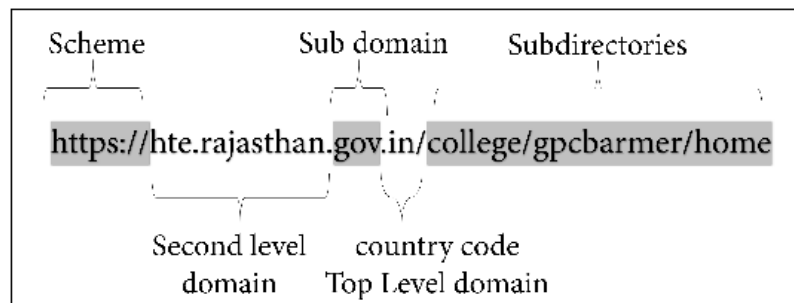 Scheme Sub domain Subdirectories
https://hte.rajasthan.gov.in/college/gpcbarmer/home
Second level country code
domain Top Level domain